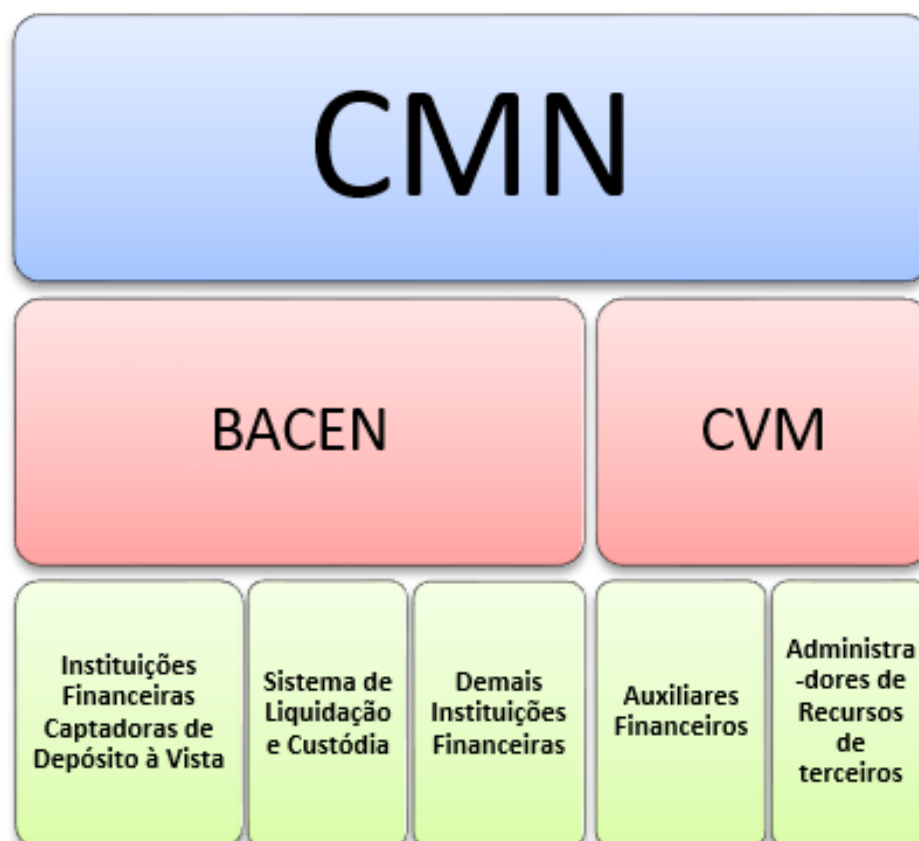 CMN
BACEN
CVM
Instituições
Financeiras
Captadoras de
Depósito à Vista
Sistema de
Liquidação
e Custódia
Demais
Instituições
Financeiras
Auxiliares
Financeiros
Administra
-dores de
Recursos
de
terceiros